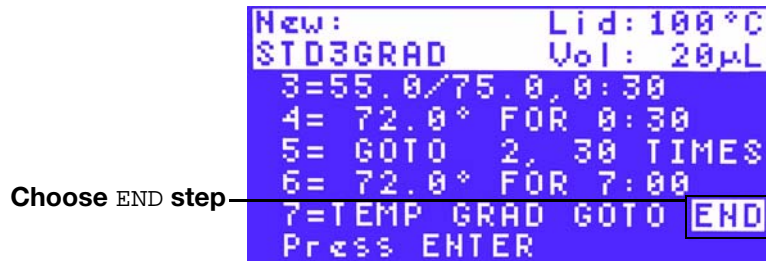 New: Lid:100°C
STD3GRAD Vol: 20µL
3=55.0/75.0,0:30
4= 72.0° FOR 0:30
5= GOTO 2, 30 TIMES
6= 72.0° FOR 7:00
Choose END step
7=TEMP GRAD GOTO END
Press ENTER